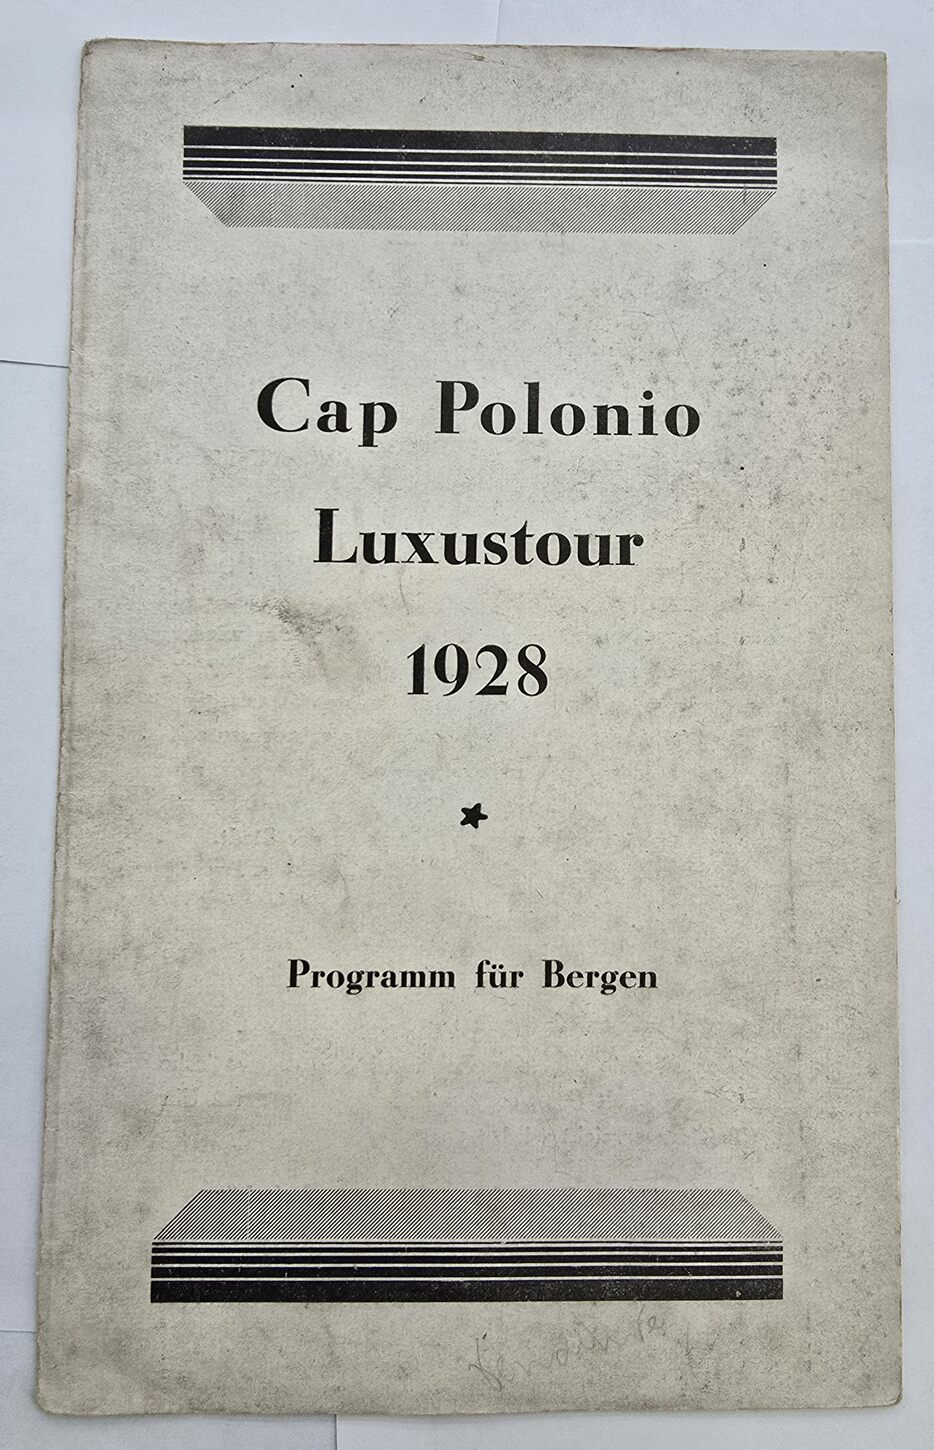 Cap Polonio
Luxustour
1928
Programm für Bergen